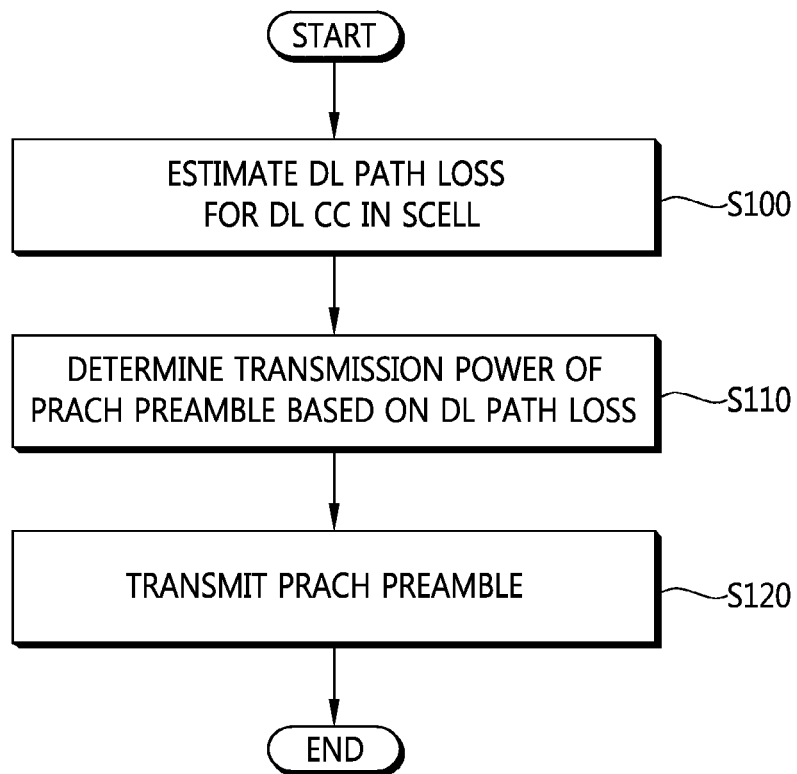 START
ESTIMATE DL PATH LOSS
FOR DL CC IN SCELL
S100
DETERMINE TRANSMISSION POWER OF
PRACH PREAMBLE BASED ON DL PATH LOSS
S110
TRANSMIT PRACH PREAMBLE
S120
END